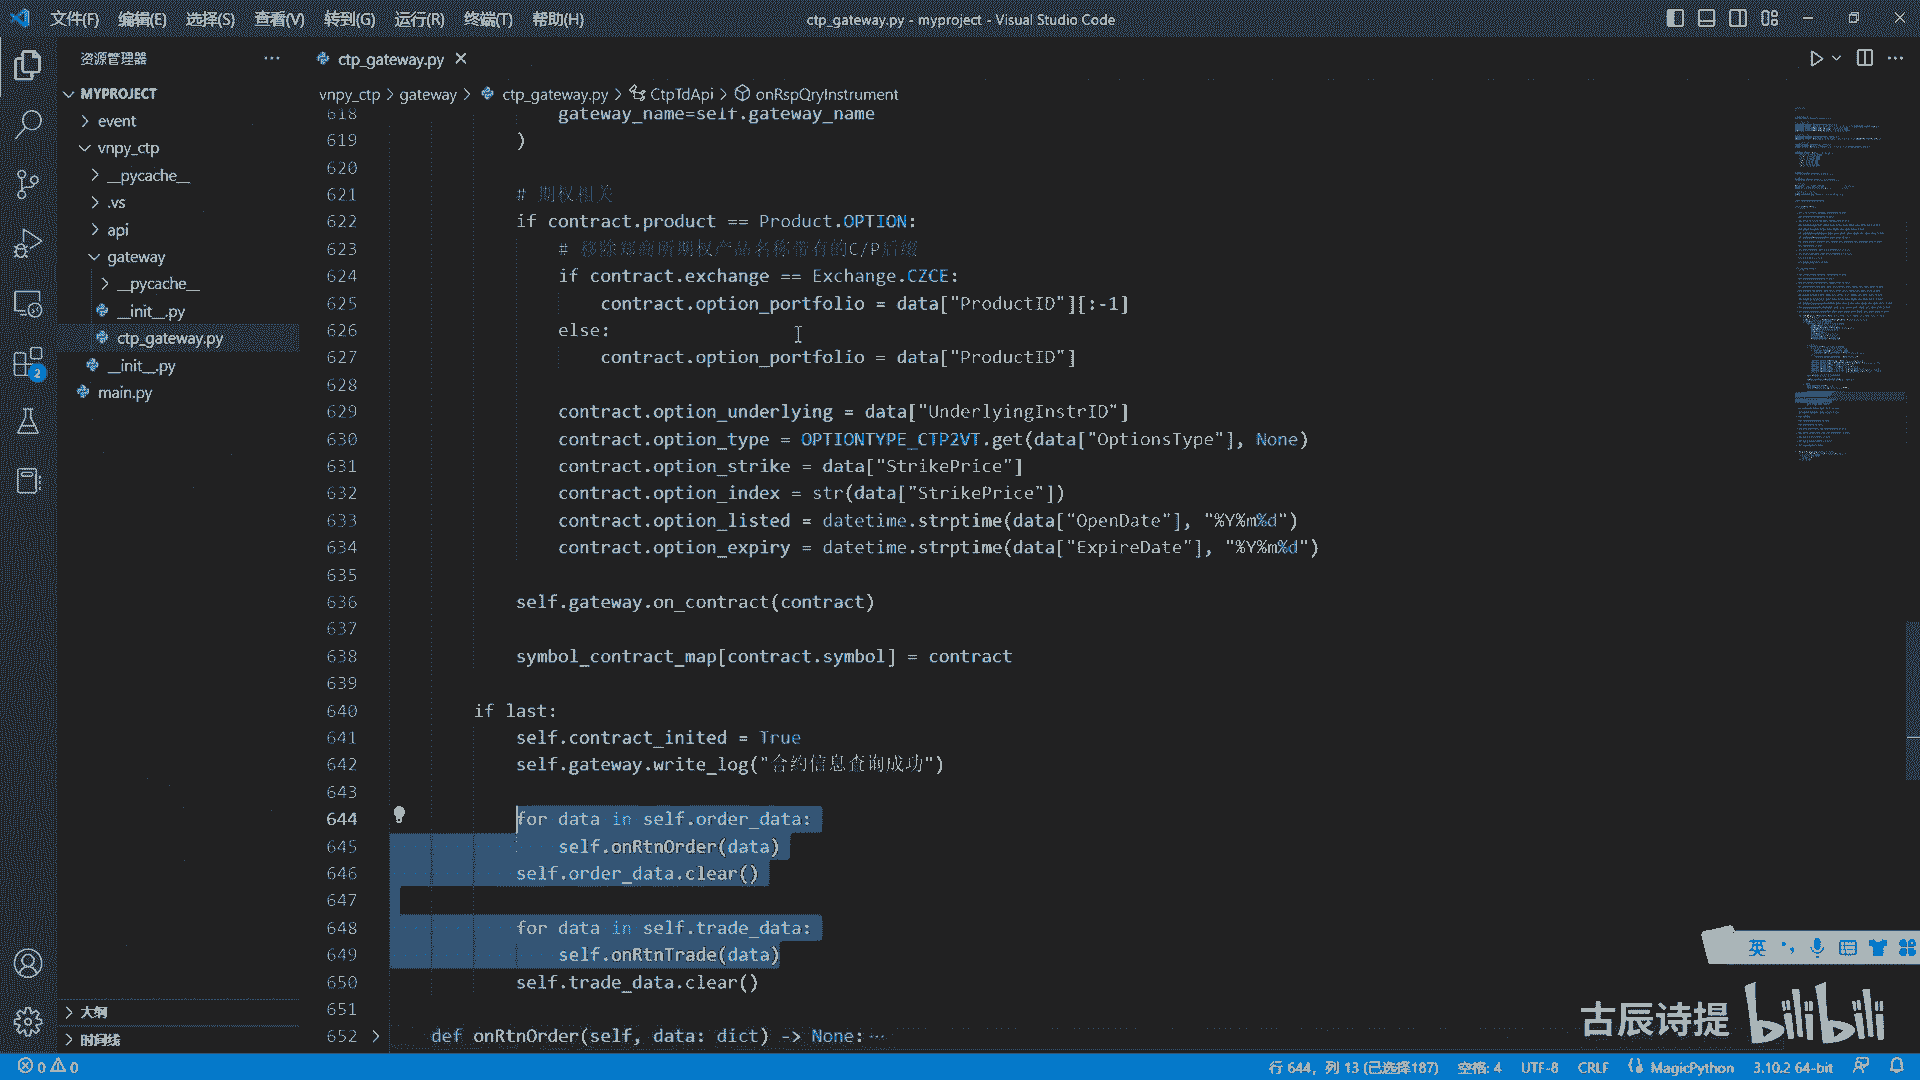 文件(F) 编辑(E) 选择(S) 查看(V) 转到(G) 运行(R) 终端(T) 帮助(H) ctp_gateway.py - myproject - Visual Studio Code
资源管理器 ···
ctp_gateway.py
MYPROJECT
event
vnpy_ctp
__pycache__
.vs
api
gateway
__pycache__
__init__.py
ctp_gateway.py
__init__.py
main.py
大纲
时间线
2
vnpy_ctp > gateway > ctp_gateway.py > CtpTdApi > onRspQryInstrument
618 gateway_name=self.gateway_name
619 )
620
621 # 期权相关
622 if contract.product == Product.OPTION:
623 # 移除郑商所期权产品名称带有的C/P后缀
624 if contract.exchange == Exchange.CZCE:
625 contract.option_portfolio = data["ProductID"][:-1]
626 else:
627 contract.option_portfolio = data["ProductID"]
628
629 contract.option_underlying = data["UnderlyingInstrID"]
630 contract.option_type = OPTIONTYPE_CTP2VT.get(data["OptionsType"], None)
631 contract.option_strike = data["StrikePrice"]
632 contract.option_index = str(data["StrikePrice"])
633 contract.option_listed = datetime.strptime(data["OpenDate"], "%Y%m%d")
634 contract.option_expiry = datetime.strptime(data["ExpireDate"], "%Y%m%d")
635
636 self.gateway.on_contract(contract)
637
638 symbol_contract_map[contract.symbol] = contract
639
640 if last:
641 self.contract_inited = True
642 self.gateway.write_log("合约信息查询成功")
643
644 for data in self.order_data:
645 self.onRtnOrder(data)
646 self.order_data.clear()
647
648 for data in self.trade_data:
649 self.onRtnTrade(data)
650 self.trade_data.clear()
651
652 def onRtnOrder(self, data: dict) -> None: ···
英
古辰诗提 bilibili
0 0 行 644，列 13 (已选择187) 空格: 4 UTF-8 CRLF MagicPython 3.10.2 64-bit